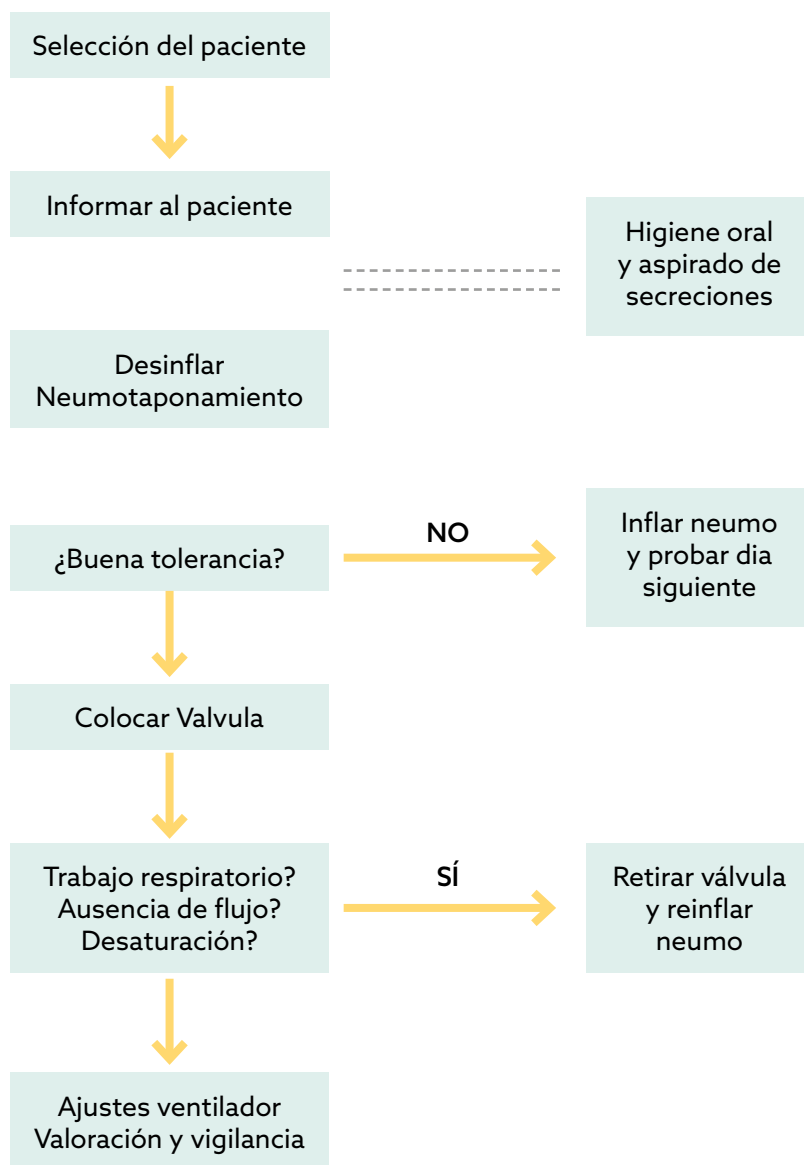 Selección del paciente
Informar al paciente
Higiene oral
y aspirado de
secreciones
Desinflar
Neumotaponamiento
¿Buena tolerancia?
NO
Inflar neumo
y probar dia
siguiente
Colocar Valvula
Trabajo respiratorio?
Ausencia de flujo?
Desaturación?
SÍ
Retirar válvula
y reinflar
neumo
Ajustes ventilador
Valoración y vigilancia